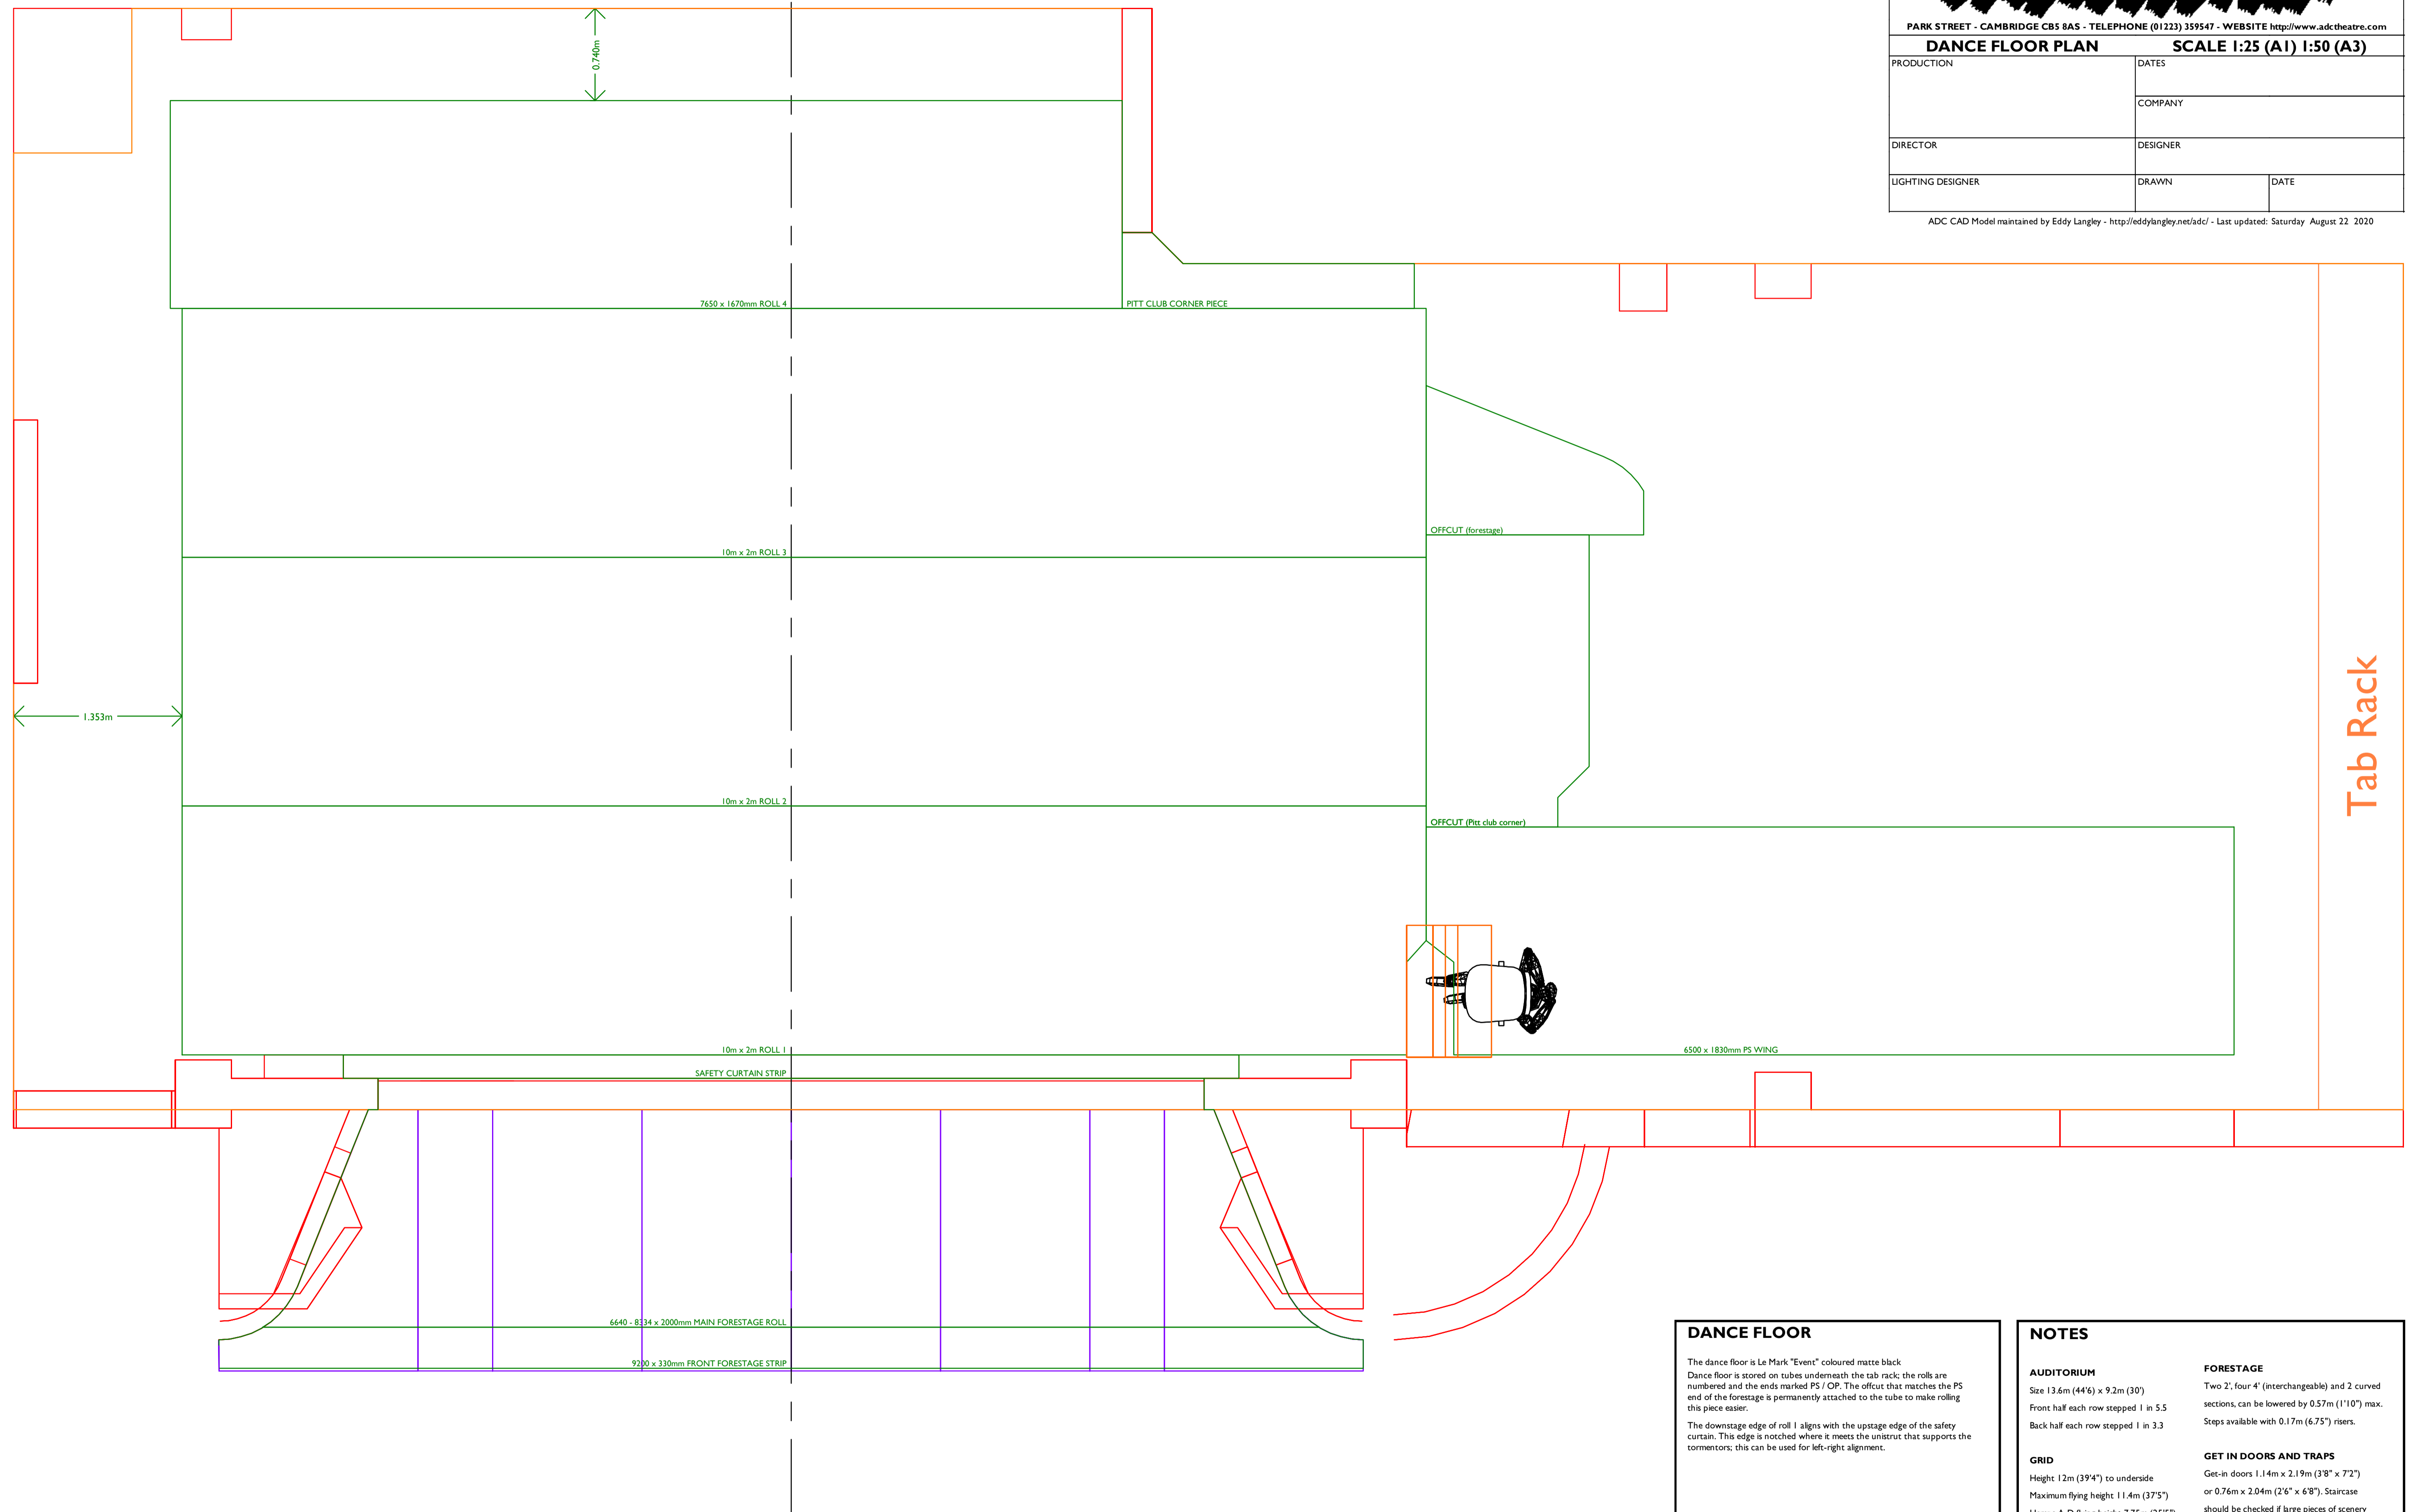 PARK STREET - CAMBRIDGE CB5 8AS - TELEPHONE (01223) 359547 - WEBSITE http://www.adctheatre.com
DANCE FLOOR PLAN
SCALE 1:25 (A1) 1:50 (A3)
PRODUCTION
DATES
COMPANY
DIRECTOR
DESIGNER
LIGHTING DESIGNER
DRAWN
DATE
ADC CAD Model maintained by Eddy Langley - http://eddylangley.net/adc/ - Last updated: Saturday August 22 2020
0.740m
7650 x 1670mm ROLL 4
PITT CLUB CORNER PIECE
OFFCUT (forestage)
10m x 2m ROLL 3
1.353m
Tab Rack
10m x 2m ROLL 2
OFFCUT (Pitt club corner)
10m x 2m ROLL 1
6500 x 1830mm PS WING
SAFETY CURTAIN STRIP
6640 - 8334 x 2000mm MAIN FORESTAGE ROLL
9200 x 330mm FRONT FORESTAGE STRIP
DANCE FLOOR
The dance floor is Le Mark "Event" coloured matte black
Dance floor is stored on tubes underneath the tab rack; the rolls are
numbered and the ends marked PS / OP. The offcut that matches the PS
end of the forestage is permanently attached to the tube to make rolling
this piece easier.
The downstage edge of roll 1 aligns with the upstage edge of the safety
curtain. This edge is notched where it meets the unistrut that supports the
tormentors; this can be used for left-right alignment.
NOTES
AUDITORIUM
Size 13.6m (44'6) x 9.2m (30')
Front half each row stepped 1 in 5.5
Back half each row stepped 1 in 3.3
GRID
Height 12m (39'4") to underside
Maximum flying height 11.4m (37'5")
FORESTAGE
Two 2', four 4' (interchangeable) and 2 curved
sections, can be lowered by 0.57m (1'10") max.
Steps available with 0.17m (6.75") risers.
GET IN DOORS AND TRAPS
Get-in doors 1.14m x 2.19m (3'8" x 7'2")
or 0.76m x 2.04m (2'6" x 6'8"). Staircase
should be checked if large pieces of scenery